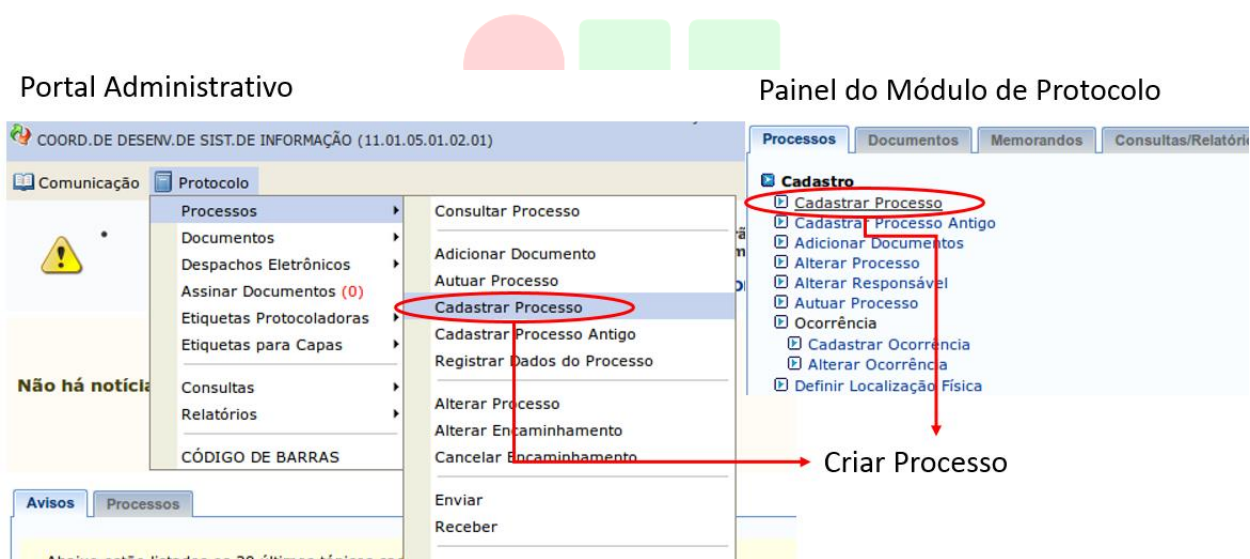 Portal Administrativo
COORD.DE DESENV.DE SIST.DE INFORMAÇÃO (11.01.05.01.02.01)
Comunicação
Protocolo
Processos
Documentos
Despachos Eletrônicos
Assinar Documentos (0)
Etiquetas Protocoladoras
Etiquetas para Capas
Consultas
Relatórios
CÓDIGO DE BARRAS
Consultar Processo
Adicionar Documento
Autuar Processo
Cadastrar Processo
Cadastrar Processo Antigo
Registrar Dados do Processo
Alterar Processo
Alterar Encaminhamento
Cancelar Encaminhamento
Enviar
Receber
Não há notícia
Avisos
Processos
Painel do Módulo de Protocolo
Processos
Documentos
Memorandos
Consultas/Relatório
Cadastro
Cadastrar Processo
Cadastrar Processo Antigo
Adicionar Documentos
Alterar Processo
Alterar Responsável
Autuar Processo
Ocorrência
Cadastrar Ocorrência
Alterar Ocorrência
Definir Localização Física
Criar Processo